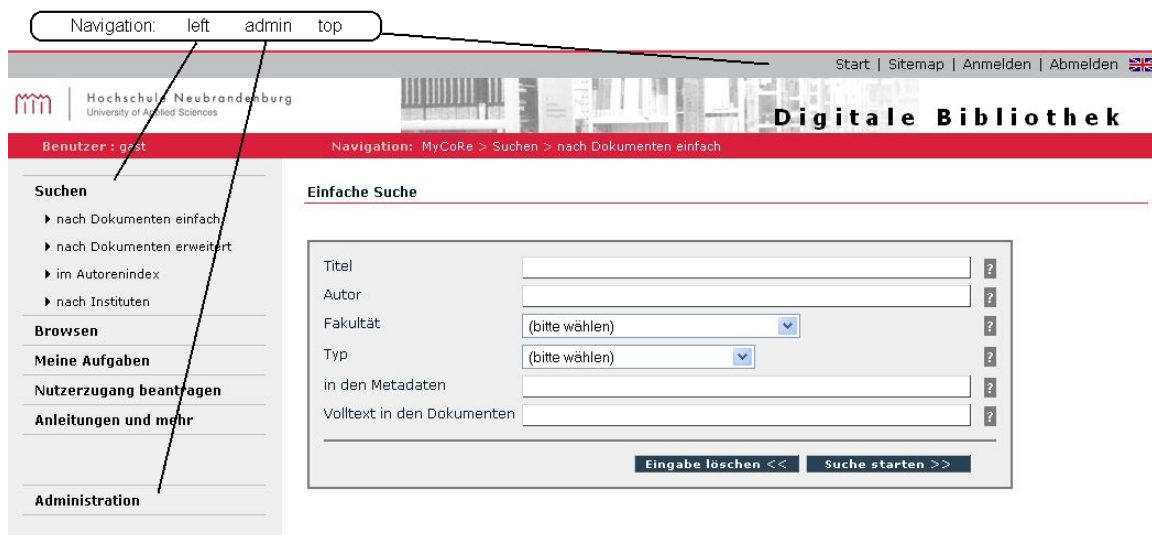 Navigation: left admin top
Start | Sitemap | Anmelden | Abmelden
Hochschule Neubrandenburg
University of Applied Sciences
Digitale Bibliothek
Benutzer : gast
Navigation: MyCoRe > Suchen > nach Dokumenten einfach
Suchen
nach Dokumenten einfach
nach Dokumenten erweitert
im Autorenindex
nach Instituten
Browsen
Meine Aufgaben
Nutzerzugang beantragen
Anleitungen und mehr
Administration
Einfache Suche
Titel ?
Autor ?
Fakultät (bitte wählen) ?
Typ (bitte wählen) ?
in den Metadaten ?
Volltext in den Dokumenten ?
Eingabe löschen << Suche starten >>